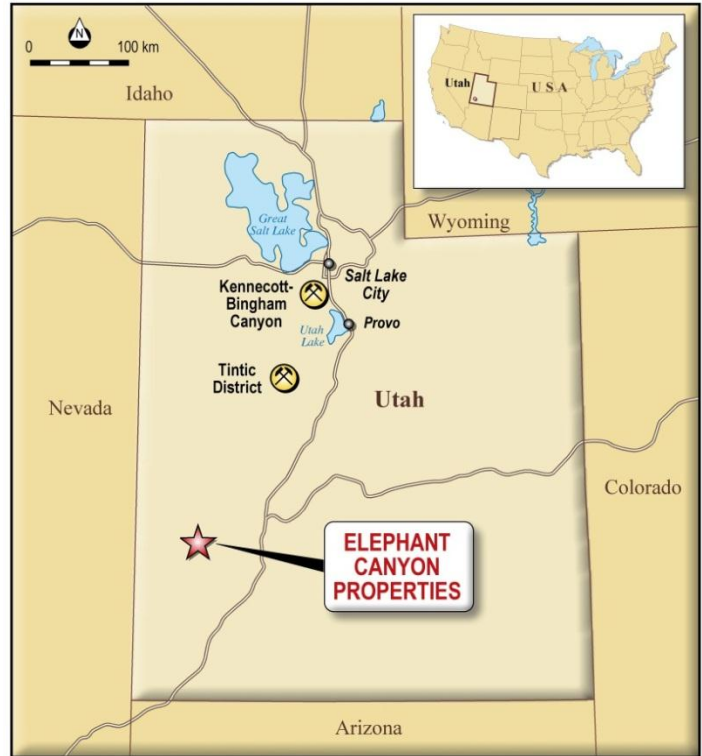 N
0 100 km
Idaho
Utah
U S A
Wyoming
Great
Salt Lake
Salt Lake
City
Kennecott-
Bingham
Canyon
Utah
Lake
Provo
Tintic
District
Nevada
Utah
Colorado
ELEPHANT
CANYON
PROPERTIES
Arizona